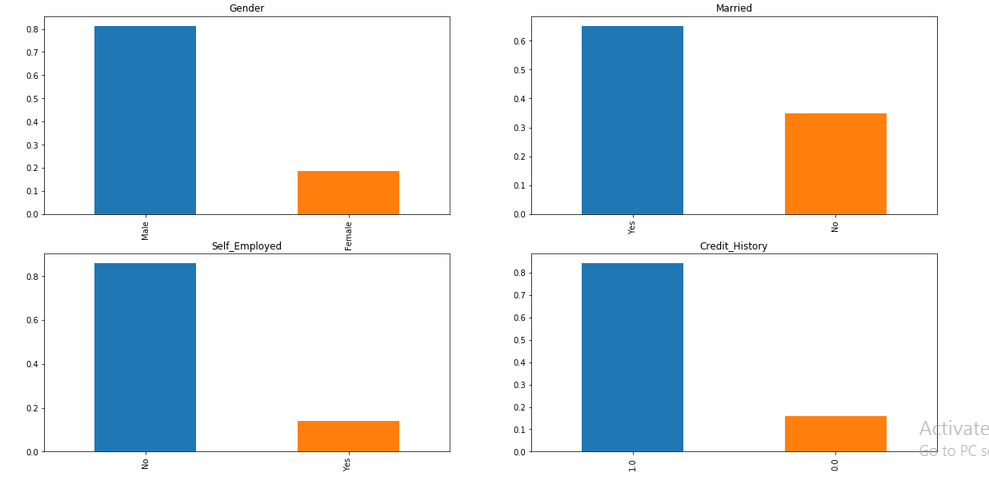 Gender
0.8
0.7
0.6
0.5
0.4
0.3
0.2
0.1
0.0
Male
Female
Married
0.6
0.5
0.4
0.3
0.2
0.1
0.0
Yes
No
Self_Employed
0.8
0.6
0.4
0.2
0.0
No
Yes
Credit_History
0.8
0.7
0.6
0.5
0.4
0.3
0.2
0.1
0.0
1.0
0.0
Activate
Go to PC se